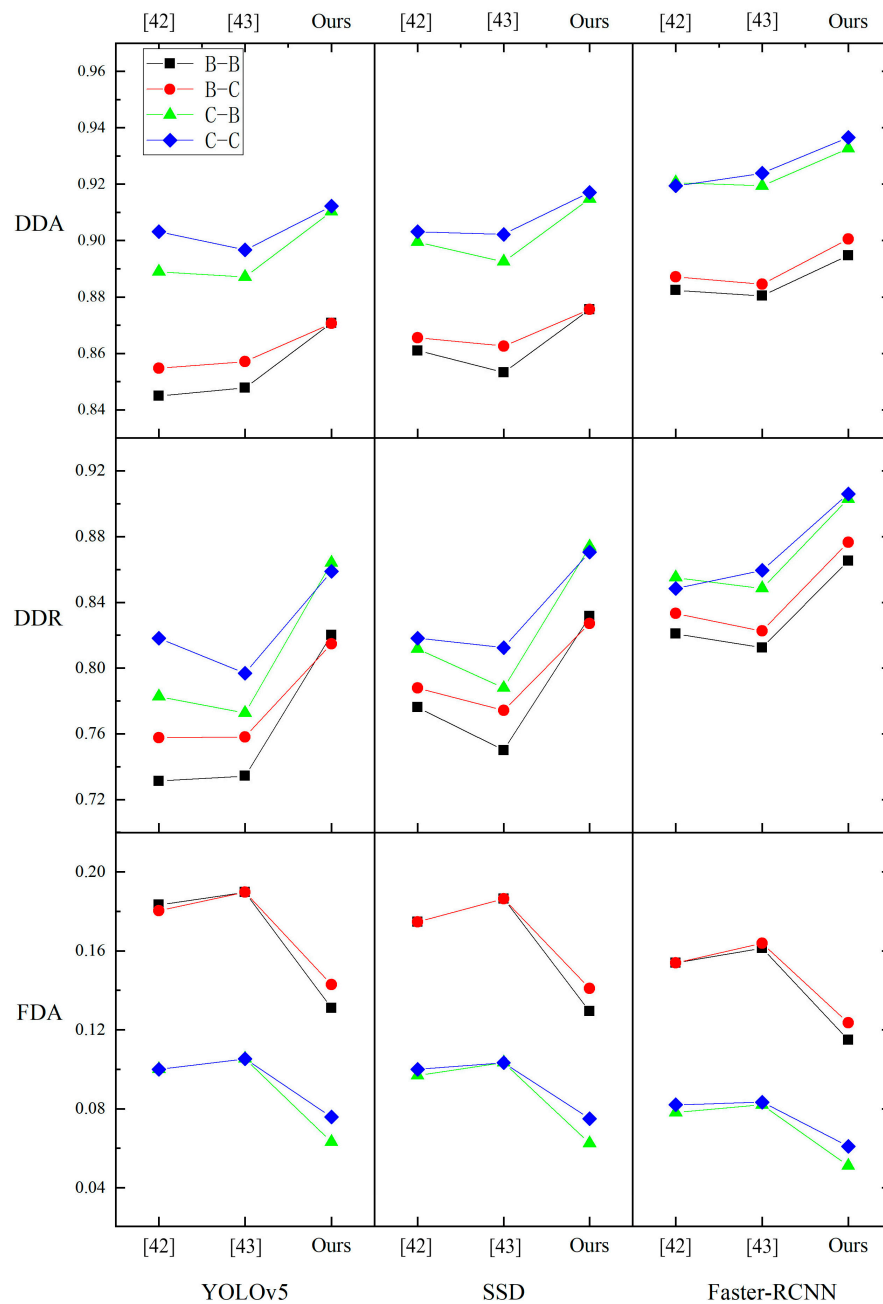 [42] [43] Ours [42] [43] Ours [42] [43] Ours
B-B
B-C
C-B
C-C
0.96
0.94
0.92
DDA
0.90
0.88
0.86
0.84
0.92
0.88
0.84
DDR
0.80
0.76
0.72
0.20
0.16
FDA
0.12
0.08
0.04
[42] [43] Ours [42] [43] Ours [42] [43] Ours
YOLOv5 SSD Faster-RCNN